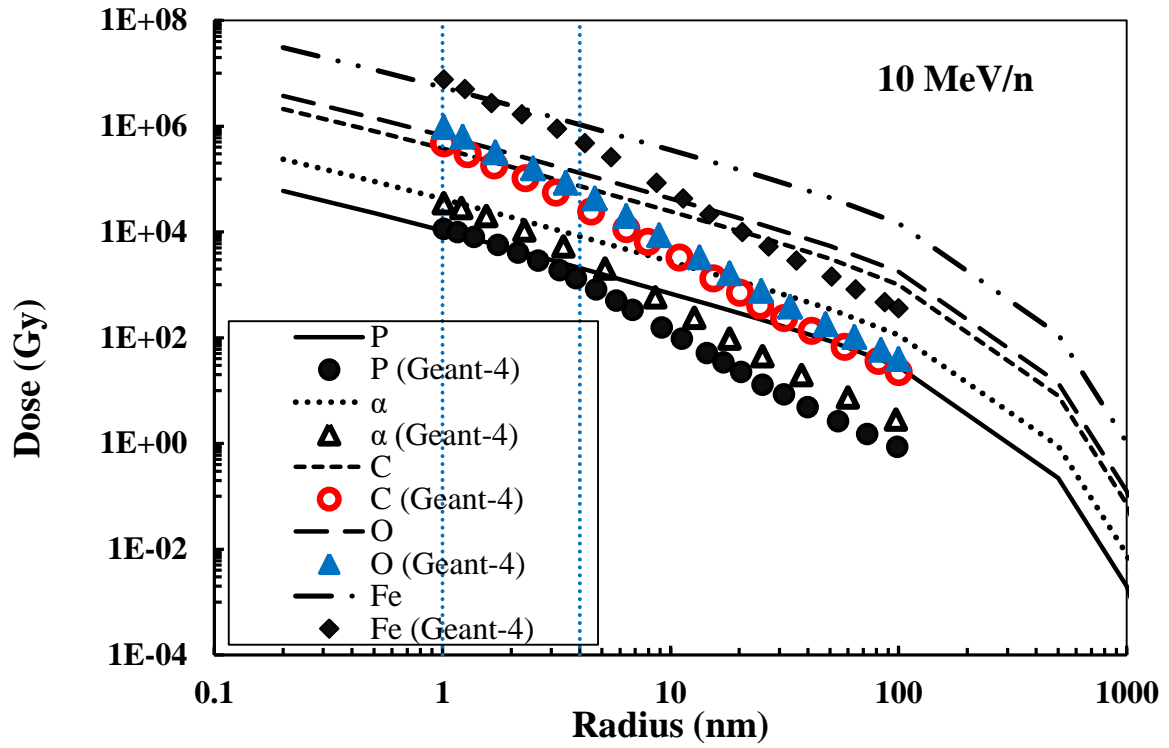 1E+08
1E+06
1E+04
1E+02
1E+00
1E-02
1E-04
Dose (Gy)
10 MeV/n
P
P (Geant-4)
α
α (Geant-4)
C
C (Geant-4)
O
O (Geant-4)
Fe
Fe (Geant-4)
0.1 1 10 100 1000
Radius (nm)